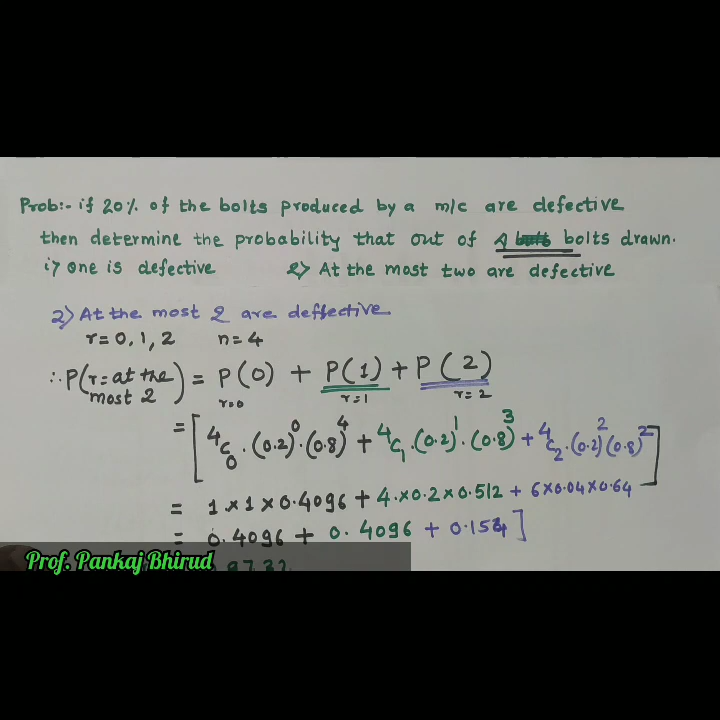 Prob:- if 20% of the bolts produced by a m/c are defective
then determine the probability that out of 4 bolts drawn.
i) one is defective 2) At the most two are defective
2) At the most 2 are deffective
r = 0, 1, 2 n = 4
∴ P(r = at the most 2) = P(0) + P(1) + P(2)
r=0 r=1 r=2
= [⁴C₀ · (0.2)⁰ · (0.8)⁴ + ⁴C₁ · (0.2)¹ · (0.8)³ + ⁴C₂ · (0.2)² (0.8)²]
= 1 × 1 × 0.4096 + 4 × 0.2 × 0.512 + 6 × 0.04 × 0.64
= 0.4096 + 0.4096 + 0.154]
Prof. Pankaj Bhirud